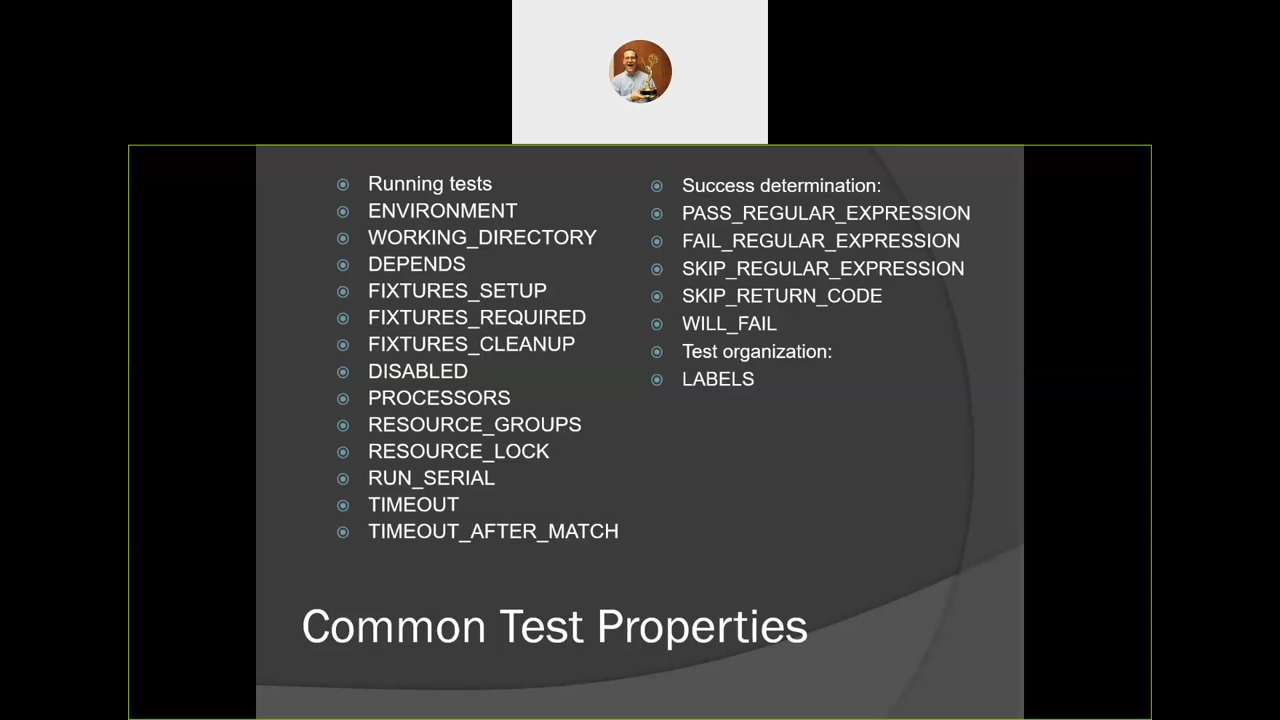 Running tests
ENVIRONMENT
WORKING_DIRECTORY
DEPENDS
FIXTURES_SETUP
FIXTURES_REQUIRED
FIXTURES_CLEANUP
DISABLED
PROCESSORS
RESOURCE_GROUPS
RESOURCE_LOCK
RUN_SERIAL
TIMEOUT
TIMEOUT_AFTER_MATCH
Success determination:
PASS_REGULAR_EXPRESSION
FAIL_REGULAR_EXPRESSION
SKIP_REGULAR_EXPRESSION
SKIP_RETURN_CODE
WILL_FAIL
Test organization:
LABELS
Common Test Properties